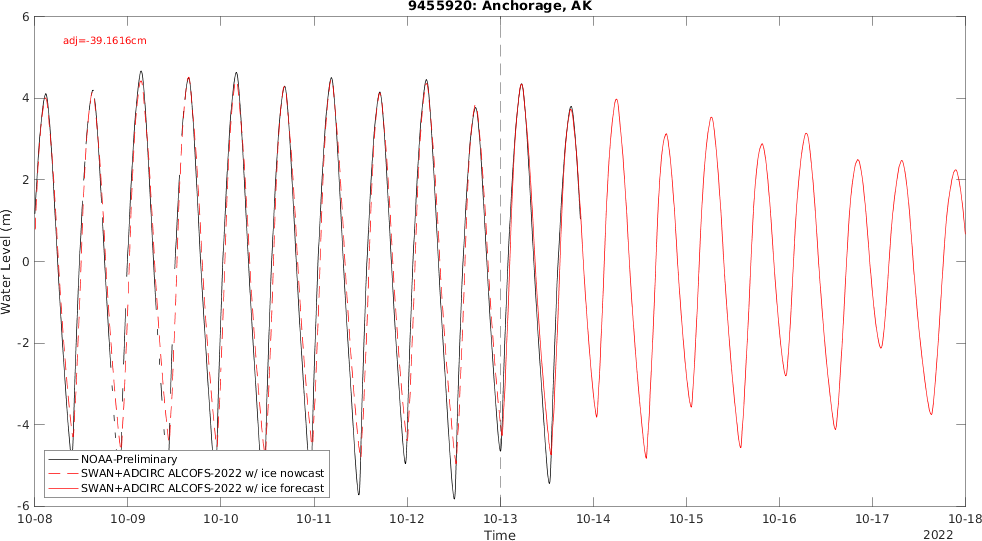 9455920: Anchorage, AK
adj=-39.1616cm
6
4
2
0
-2
-4
-6
Water Level (m)
NOAA-Preliminary
SWAN+ADCIRC ALCOFS-2022 w/ ice nowcast
SWAN+ADCIRC ALCOFS-2022 w/ ice forecast
10-08 10-09 10-10 10-11 10-12 10-13 10-14 10-15 10-16 10-17 10-18
Time
2022